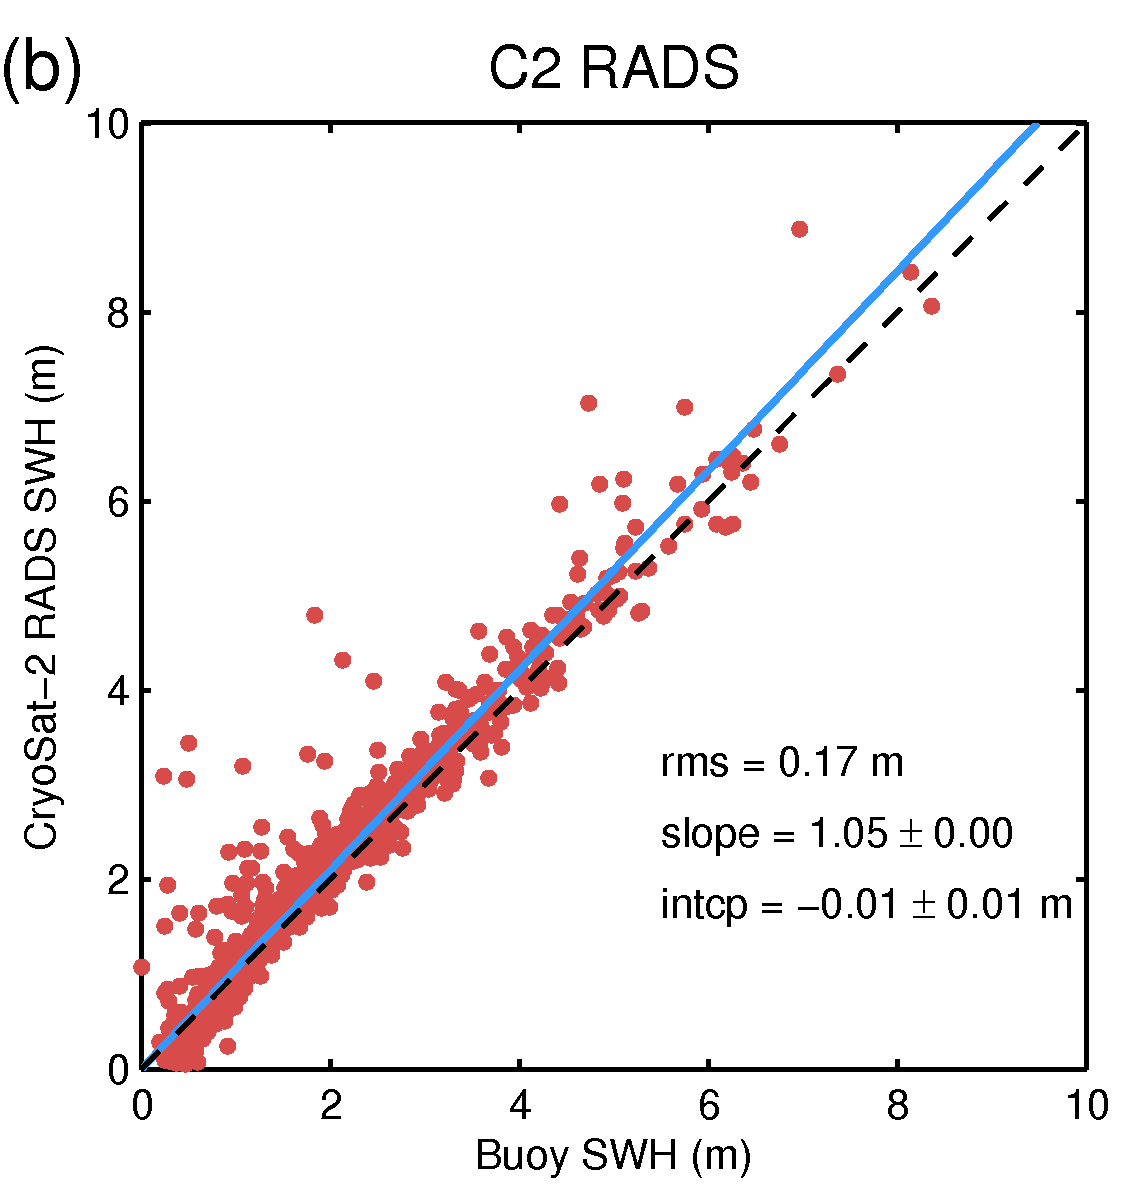 (b)
C2 RADS
10
8
6
4
2
0
CryoSat−2 RADS SWH (m)
rms = 0.17 m
slope = 1.05 ± 0.00
intcp = −0.01 ± 0.01 m
0 2 4 6 8 10
Buoy SWH (m)